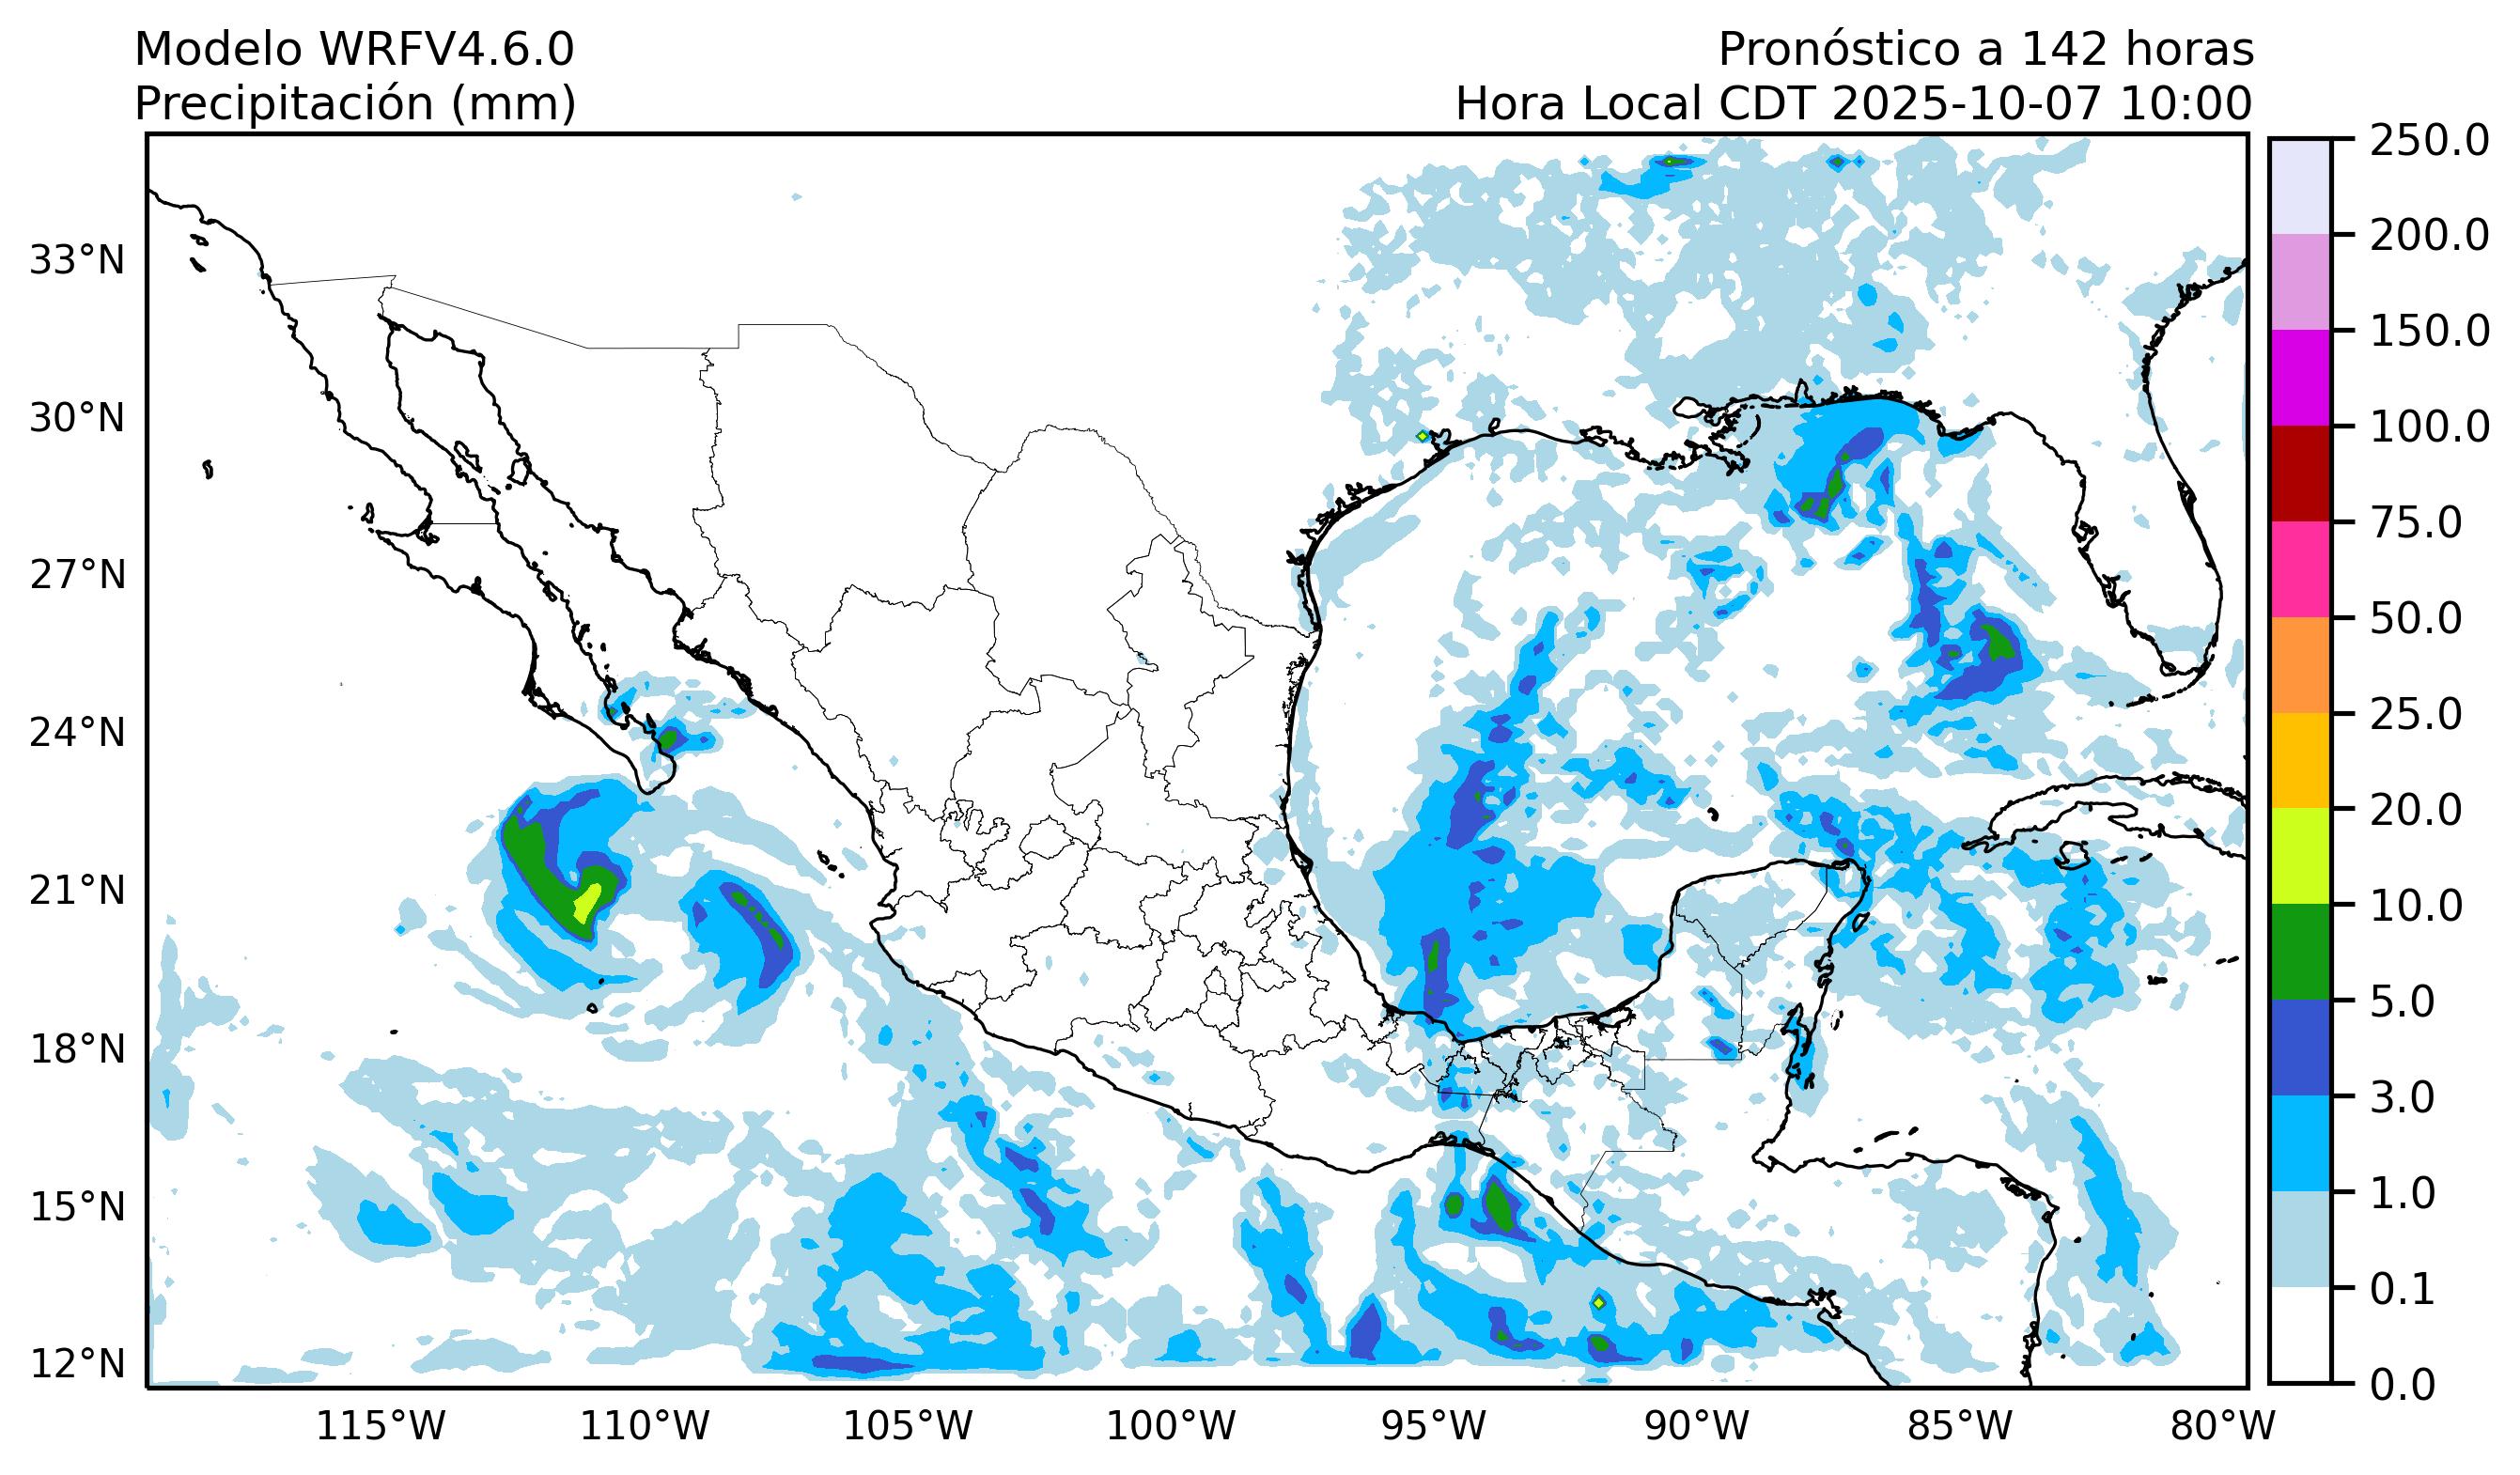 Modelo WRFV4.6.0
Precipitación (mm)
Pronóstico a 142 horas
Hora Local CDT 2025-10-07 10:00
33°N
30°N
27°N
24°N
21°N
18°N
15°N
12°N
115°W
110°W
105°W
100°W
95°W
90°W
85°W
80°W
250.0
200.0
150.0
100.0
75.0
50.0
25.0
20.0
10.0
5.0
3.0
1.0
0.1
0.0